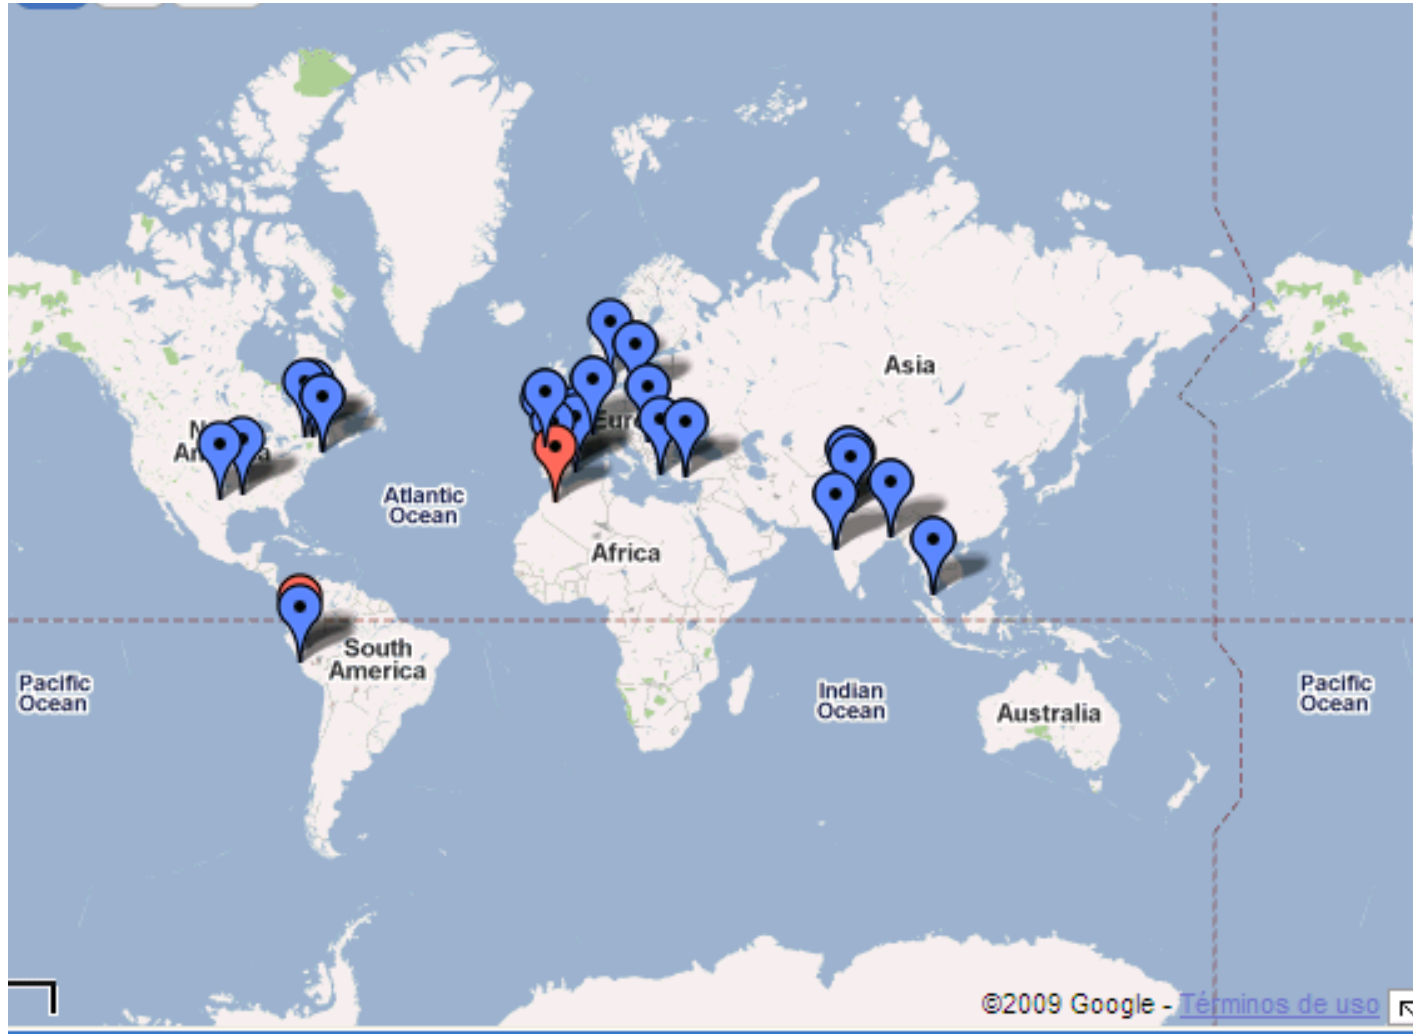 Asia
Atlantic
Ocean
Africa
South
America
Pacific
Ocean
Indian
Ocean
Australia
Pacific
Ocean
©2009 Google - Términos de uso